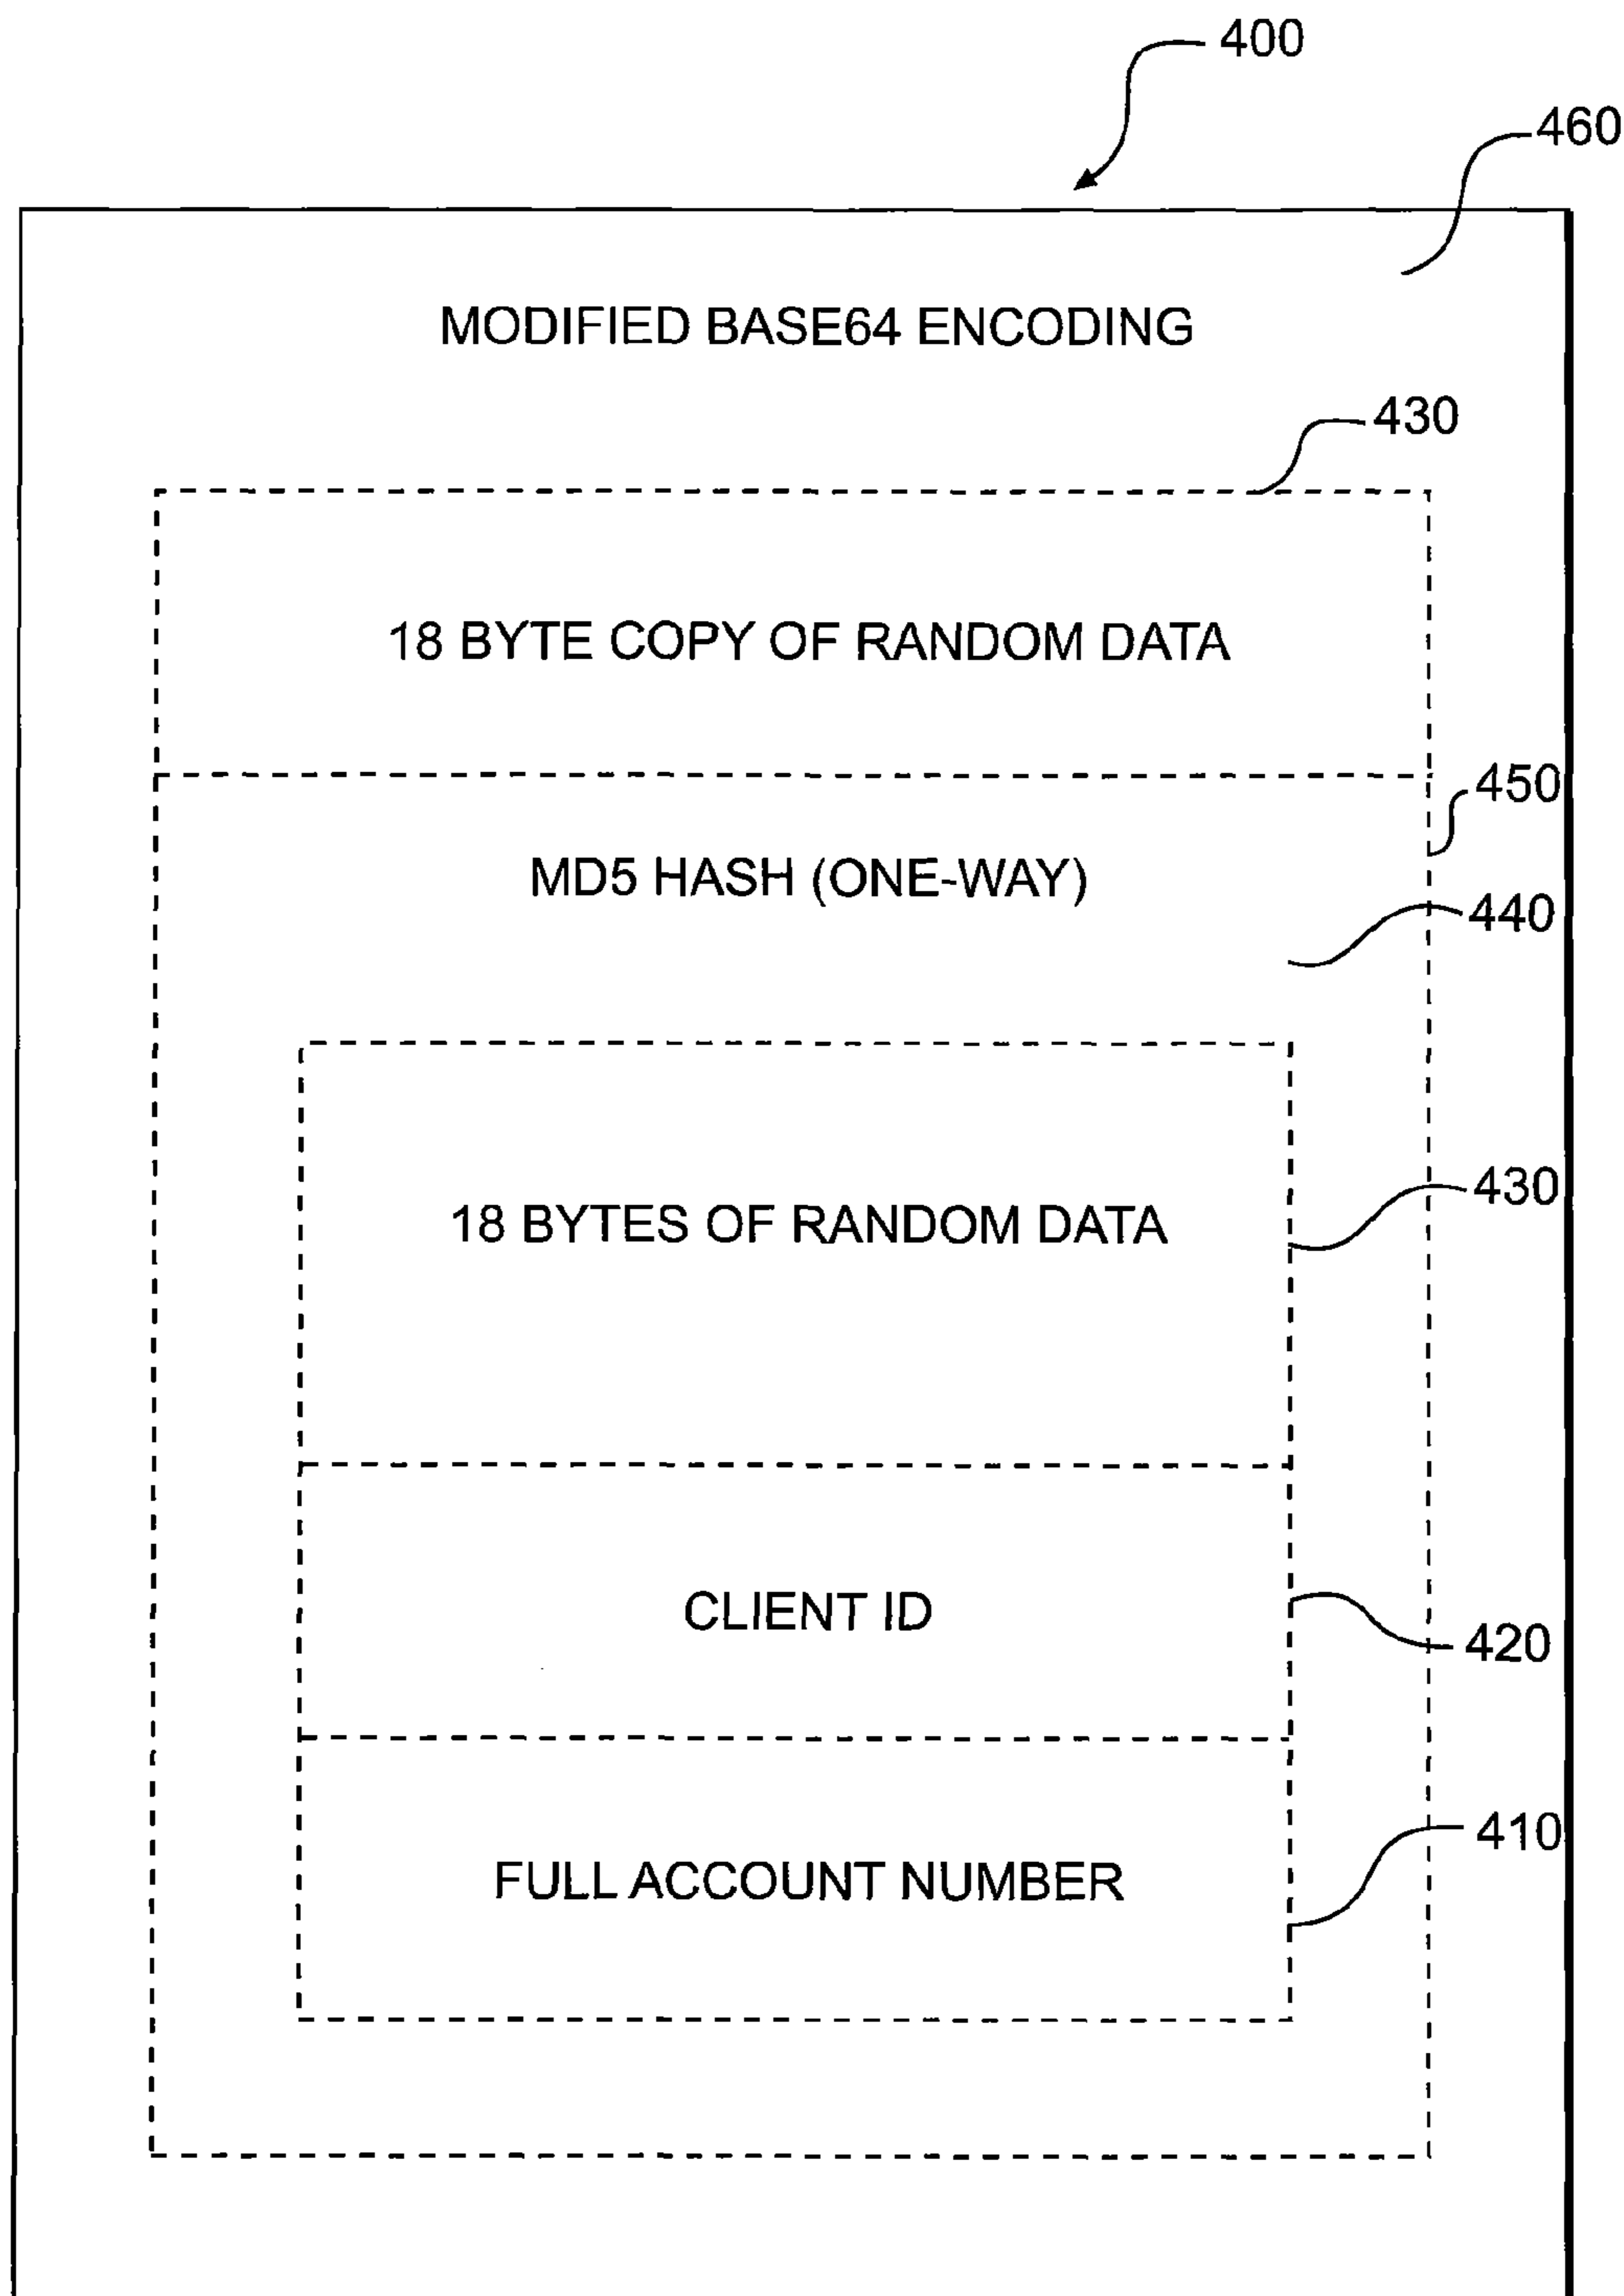 400
460
MODIFIED BASE64 ENCODING
430
18 BYTE COPY OF RANDOM DATA
450
MD5 HASH (ONE-WAY)
440
18 BYTES OF RANDOM DATA
430
CLIENT ID
420
FULL ACCOUNT NUMBER
410